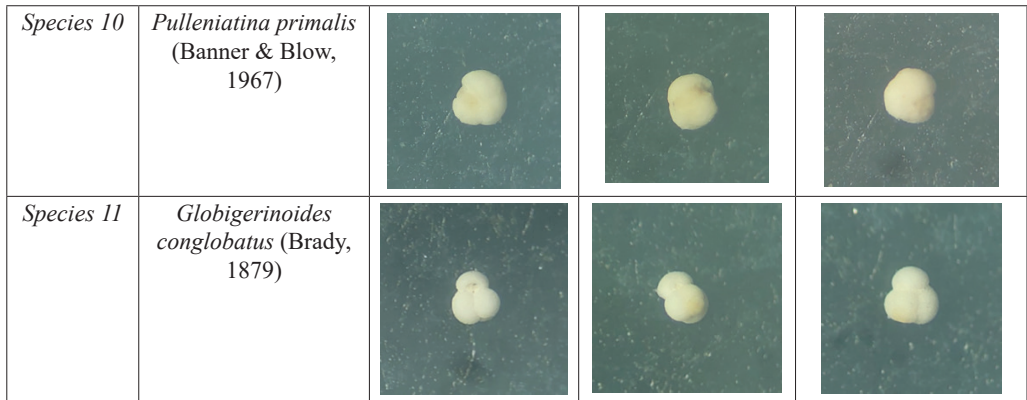 Species 10
Pulleniatina primalis
(Banner & Blow,
1967)
Species 11
Globigerinoides
conglobatus (Brady,
1879)